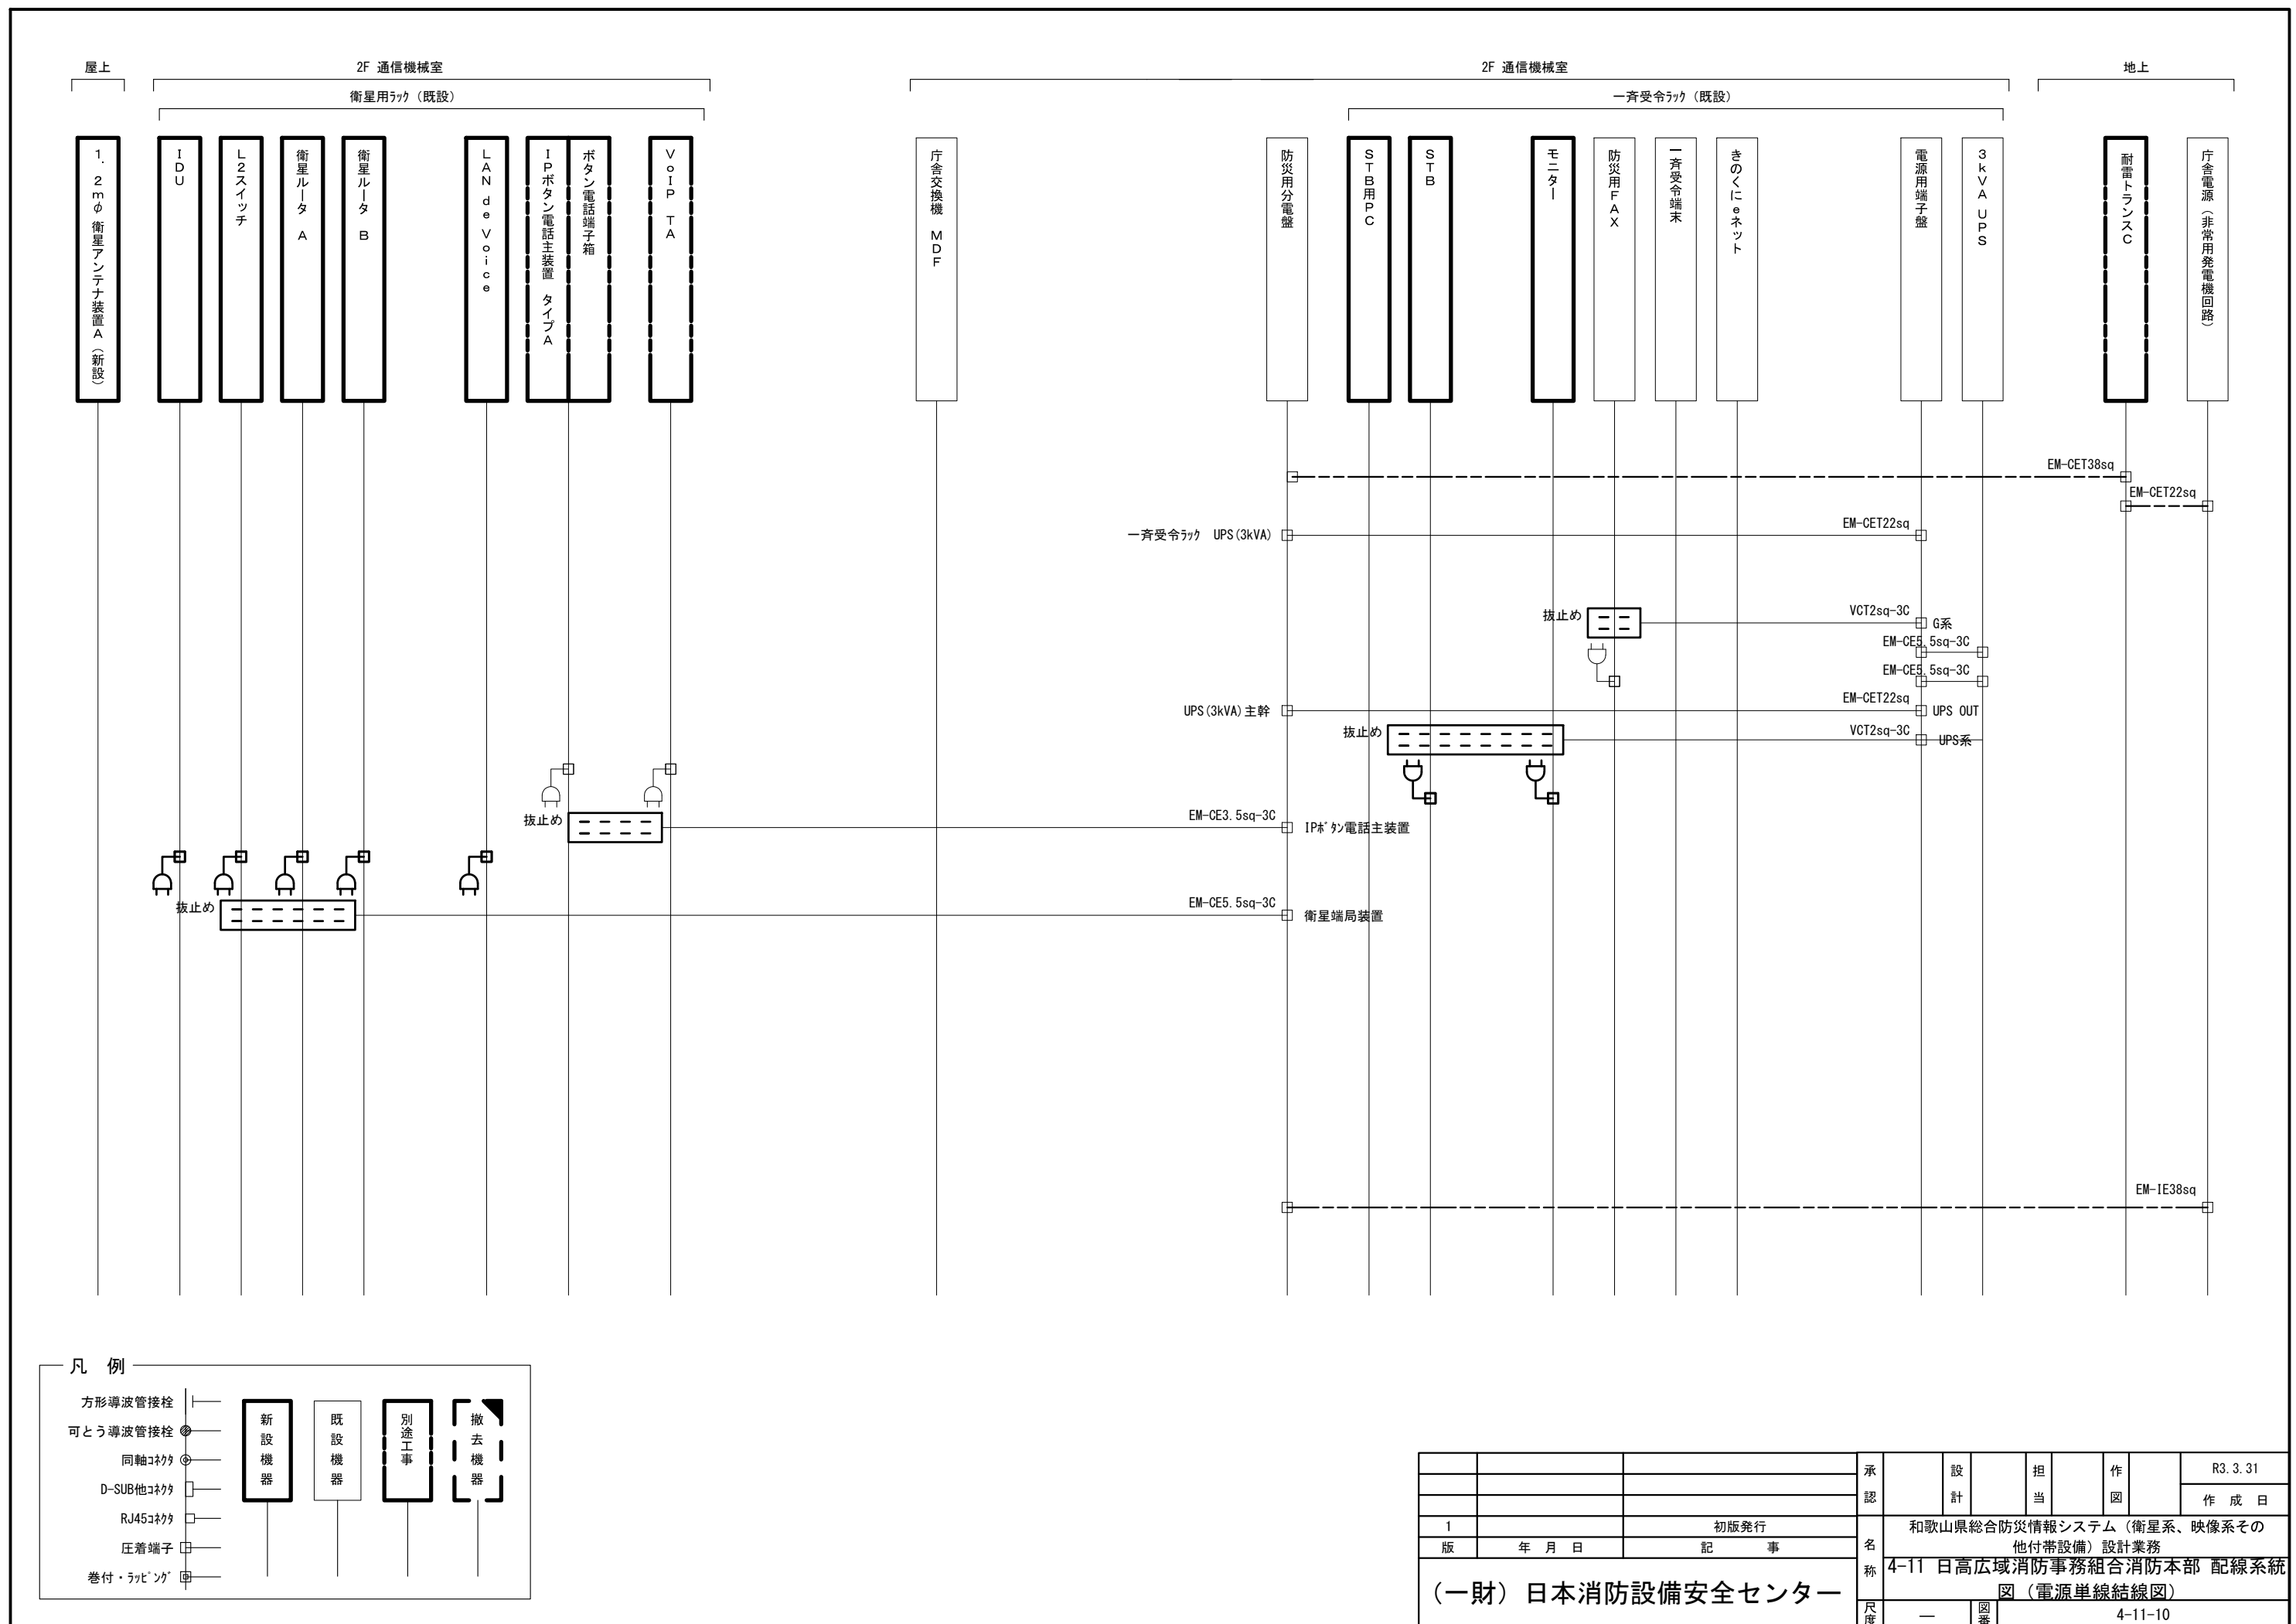 屋上
2F 通信機械室
2F 通信機械室
地上
衛星用ﾗｯｸ（既設）
一斉受令ﾗｯｸ（既設）
１．２ｍφ 衛星アンテナ装置Ａ（新設）
ＩＤＵ
Ｌ２スイッチ
衛星ルータ　Ａ
衛星ルータ　Ｂ
ＬＡＮ ｄｅ Ｖｏｉｃｅ
ＩＰボタン電話主装置　タイプＡ
ボタン電話端子箱
ＶｏＩＰ　ＴＡ
庁舎交換機　ＭＤＦ
防災用分電盤
ＳＴＢ用ＰＣ
ＳＴＢ
モニター
防災用ＦＡＸ
一斉受令端末
きのくにｅネット
電源用端子盤
３ｋＶＡ ＵＰＳ
耐雷トランスＣ
庁舎電源（非常用発電機回路）
EM-CET38sq
EM-CET22sq
一斉受令ﾗｯｸ　UPS(3kVA)
EM-CET22sq
抜止め
VCT2sq-3C
G系
EM-CE5.5sq-3C
EM-CE5.5sq-3C
UPS(3kVA)主幹
EM-CET22sq
UPS OUT
抜止め
VCT2sq-3C
UPS系
抜止め
EM-CE3.5sq-3C
IPﾎﾞﾀﾝ電話主装置
抜止め
EM-CE5.5sq-3C
衛星端局装置
EM-IE38sq
凡　例
方形導波管接栓
可とう導波管接栓
同軸ｺﾈｸﾀ
D-SUB他ｺﾈｸﾀ
RJ45ｺﾈｸﾀ
圧着端子
巻付・ﾗｯﾋﾟﾝｸﾞ
新設機器
既設機器
別途工事
撤去機器
承認
設計
担当
作図
R3.3.31
作　成　日
1
初版発行
版
年　月　日
記　　事
名称
和歌山県総合防災情報システム（衛星系、映像系その
他付帯設備）設計業務
4-11 日高広域消防事務組合消防本部 配線系統
図（電源単線結線図）
（一財）日本消防設備安全センター
尺度
―
図番
4-11-10